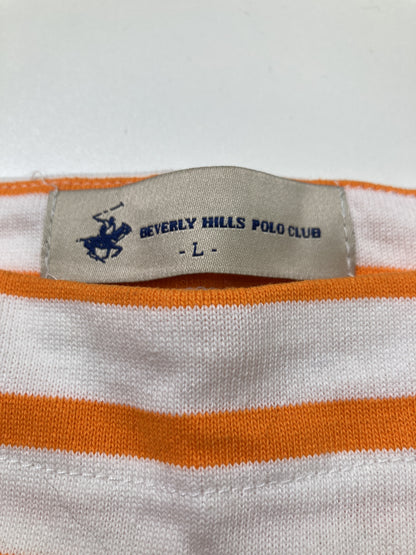 BEVERLY HILLS POLO CLUB
- L -